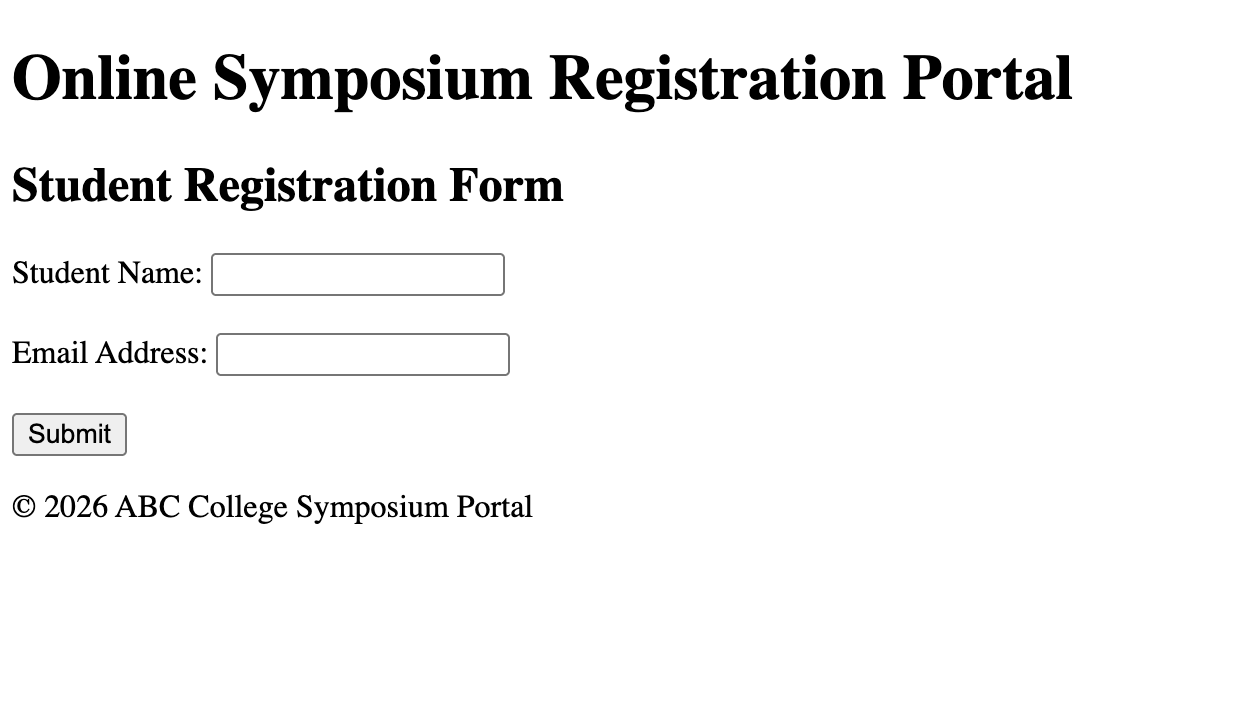 Online Symposium Registration Portal
Student Registration Form
Student Name:
Email Address:
Submit
© 2026 ABC College Symposium Portal